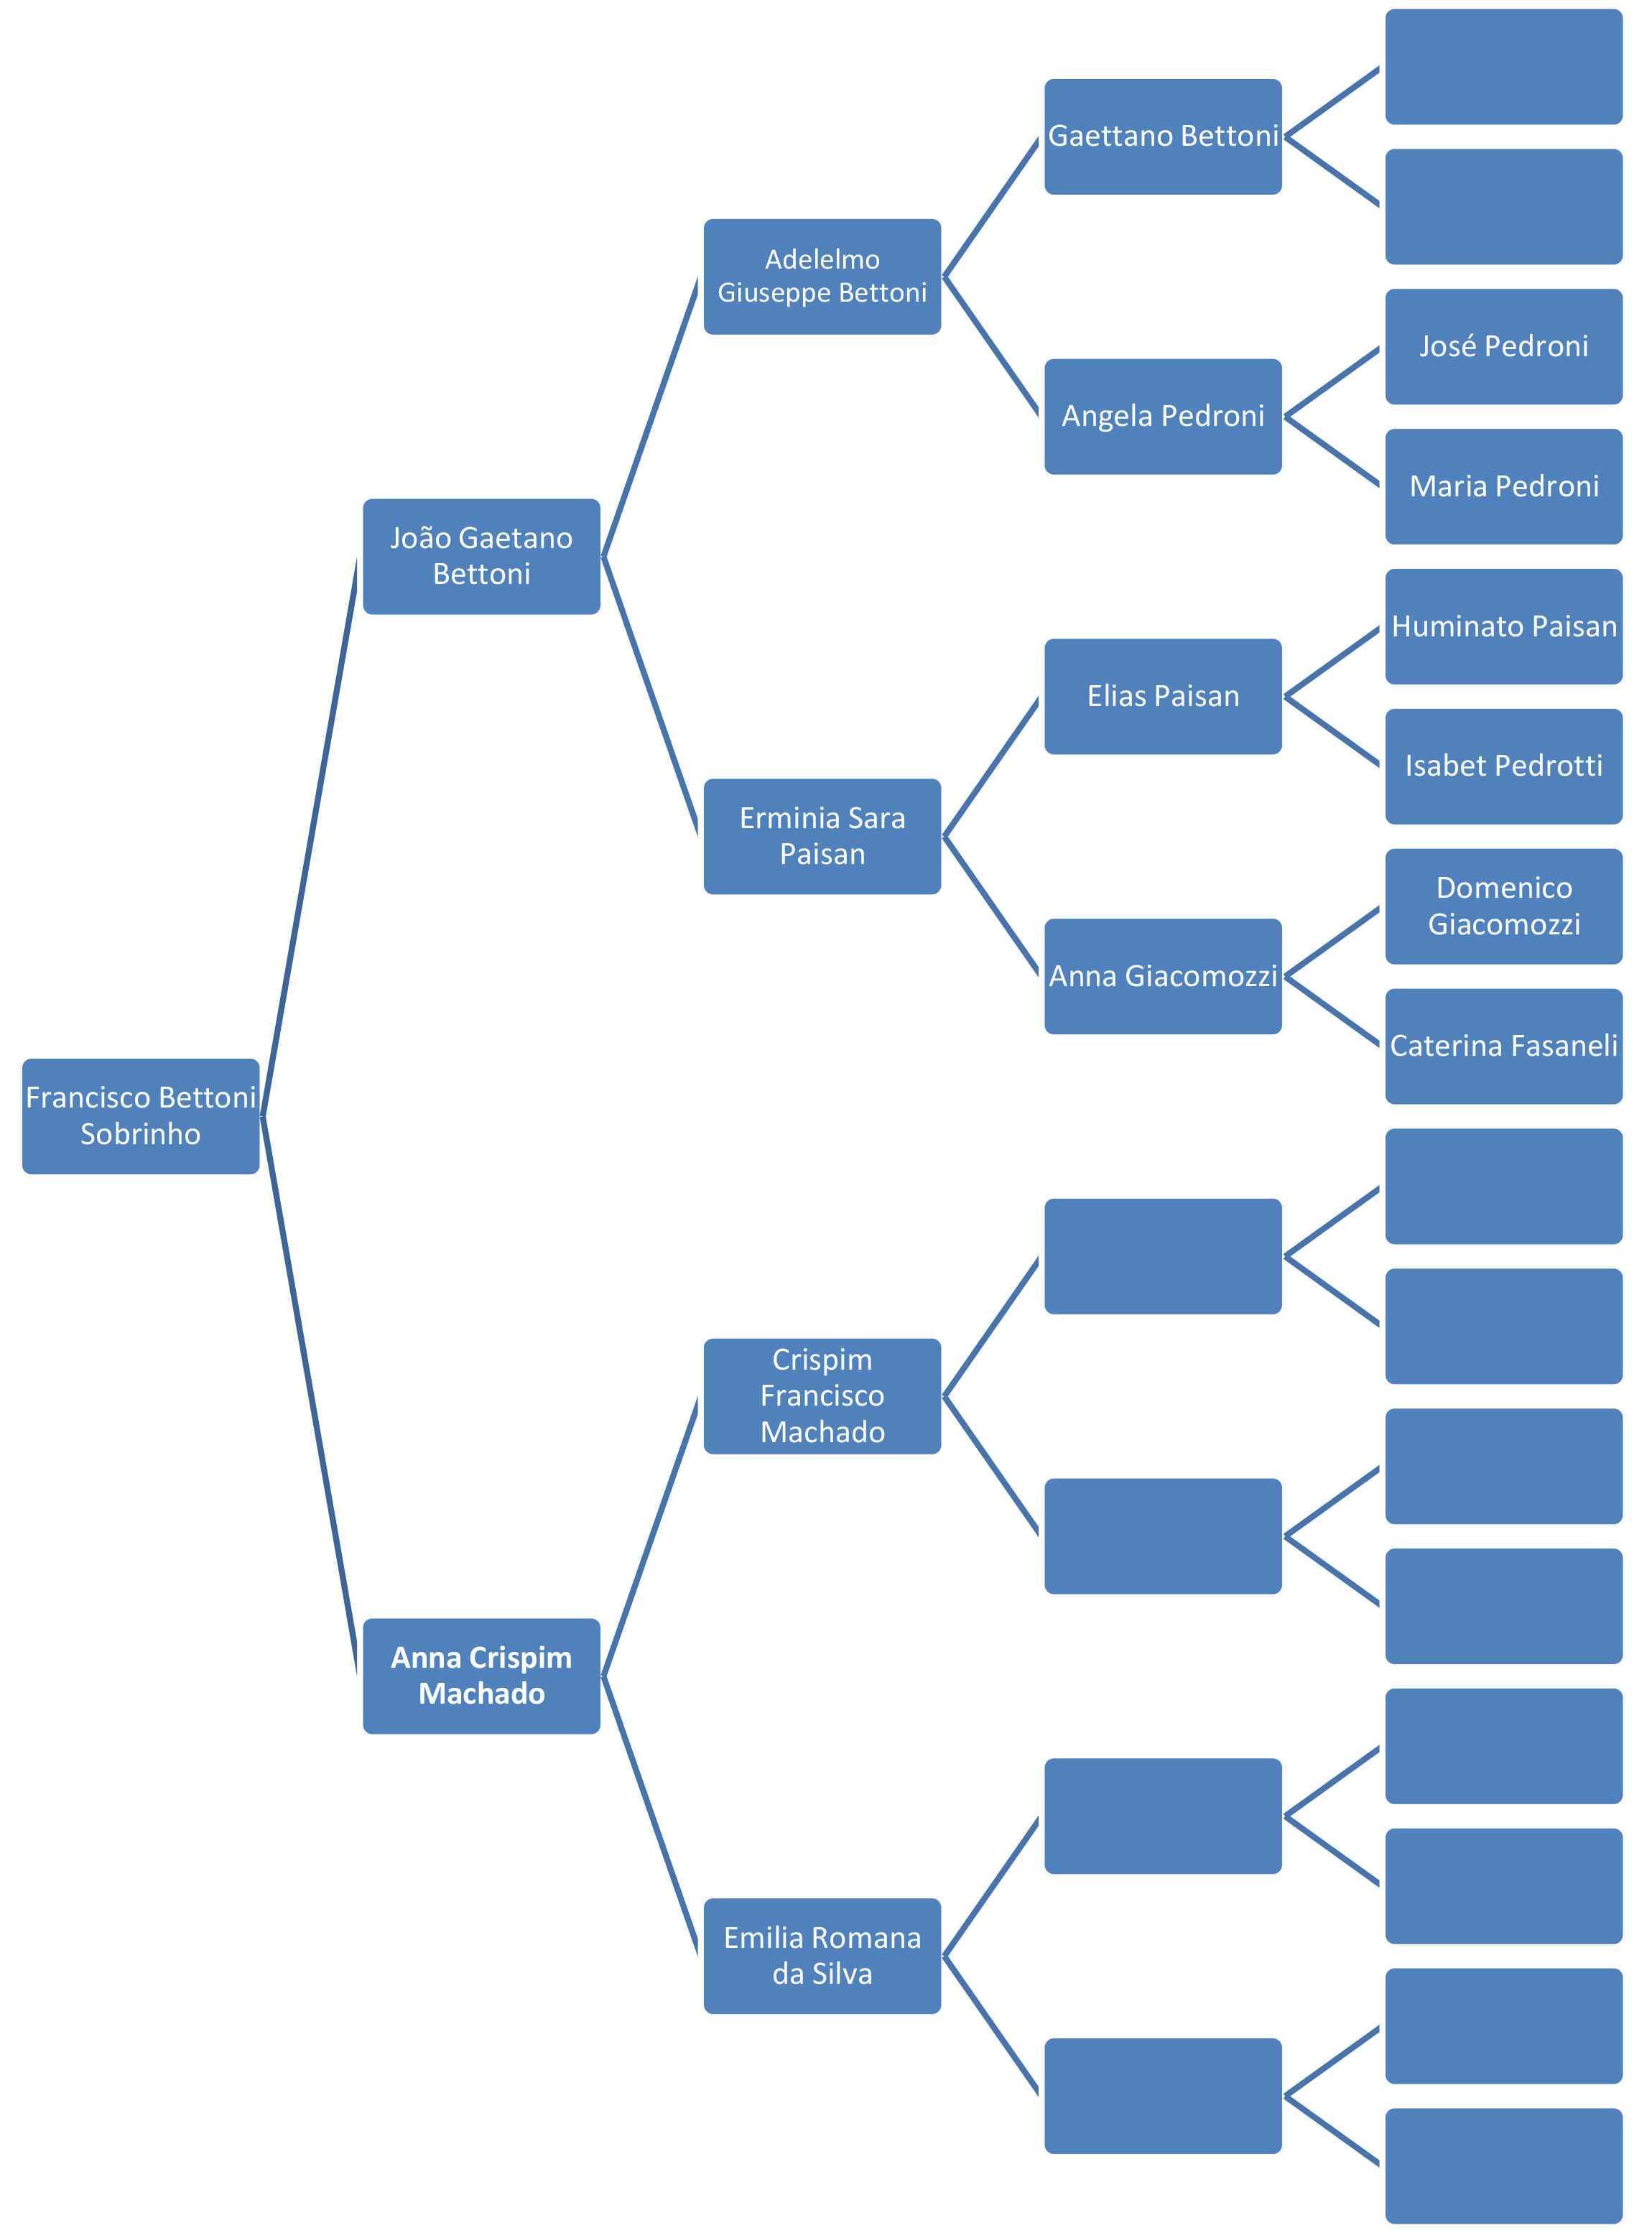 Gaettano Bettoni
Adelelmo
Giuseppe Bettoni
José Pedroni
Angela Pedroni
Maria Pedroni
João Gaetano
Bettoni
Huminato Paisan
Elias Paisan
Isabet Pedrotti
Erminia Sara
Paisan
Domenico
Giacomozzi
Anna Giacomozzi
Caterina Fasaneli
Francisco Bettoni
Sobrinho
Crispim
Francisco
Machado
Anna Crispim
Machado
Emilia Romana
da Silva